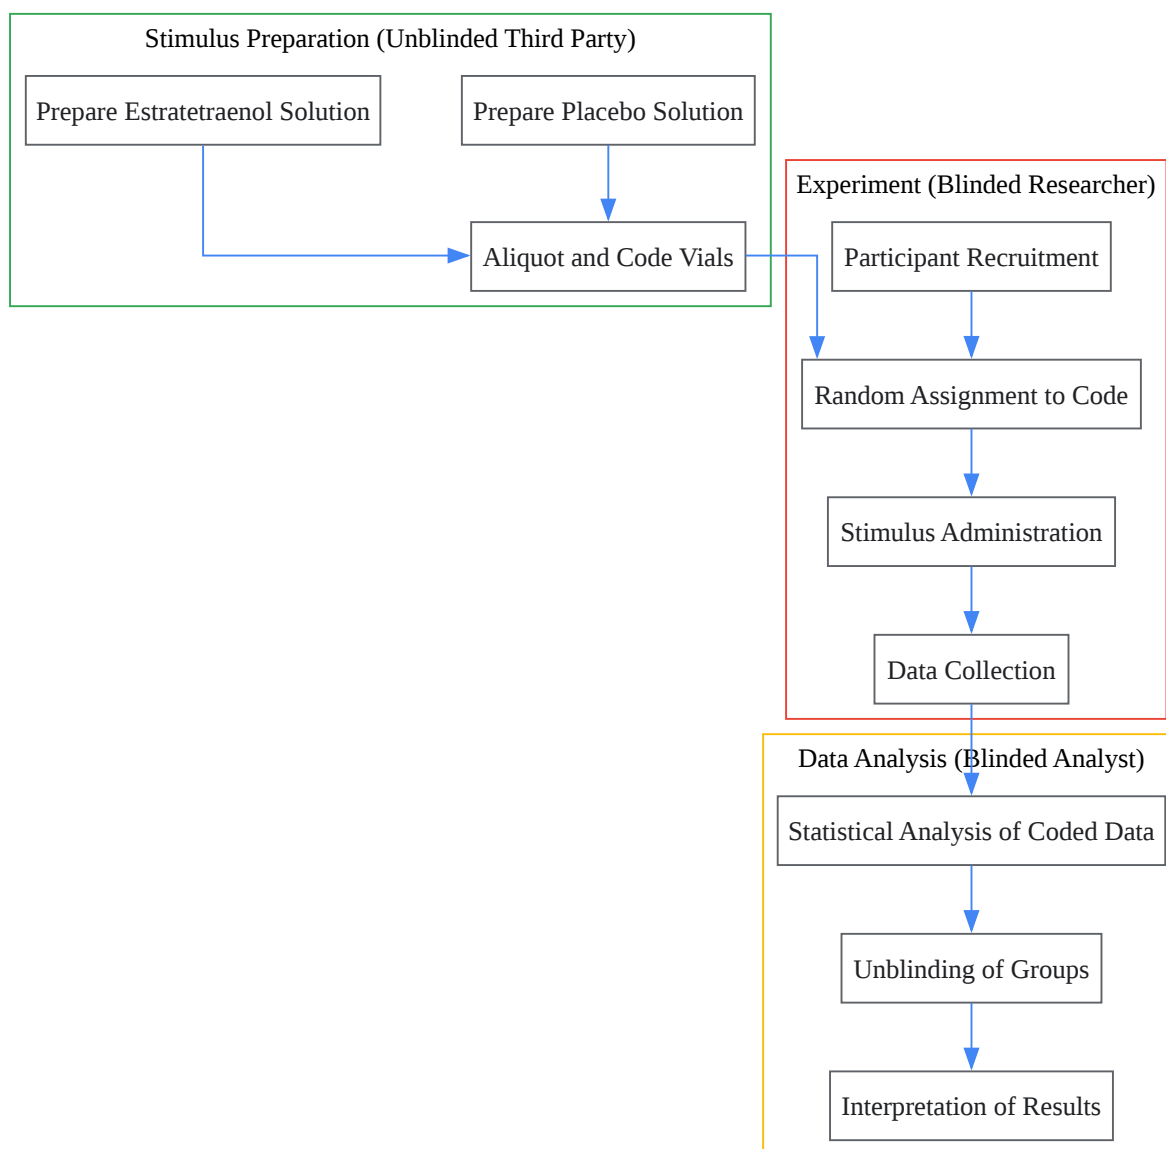 Stimulus Preparation (Unblinded Third Party)
Prepare Estratetraenol Solution
Prepare Placebo Solution
Aliquot and Code Vials
Experiment (Blinded Researcher)
Participant Recruitment
Random Assignment to Code
Stimulus Administration
Data Collection
Data Analysis (Blinded Analyst)
Statistical Analysis of Coded Data
Unblinding of Groups
Interpretation of Results